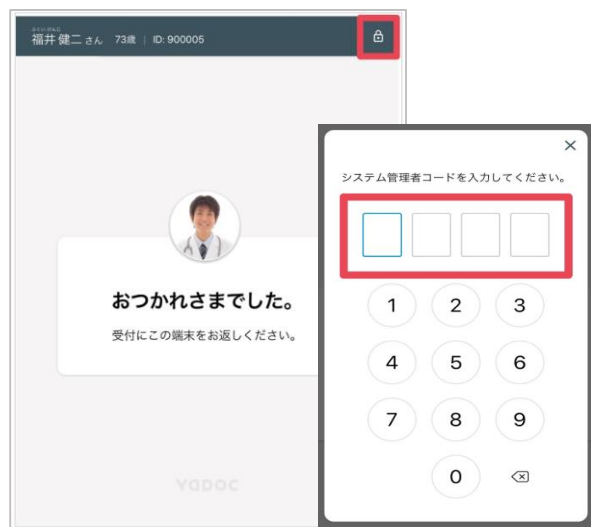 ふくい けんじ
福井 健二 さん 73歳 | ID: 900005
おつかれさまでした。
受付にこの端末をお返しください。
YaDOC
システム管理者コードを入力してください。
1 2 3
4 5 6
7 8 9
0